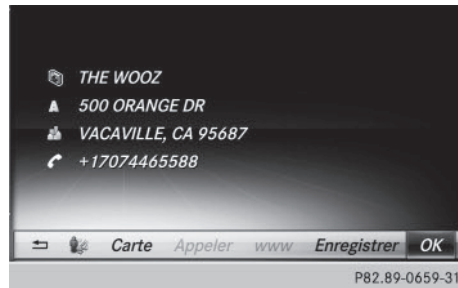 THE WOOZ
500 ORANGE DR
VACAVILLE, CA 95687
+17074465588
Carte Appeler www Enregistrer OK
P82.89-0659-31